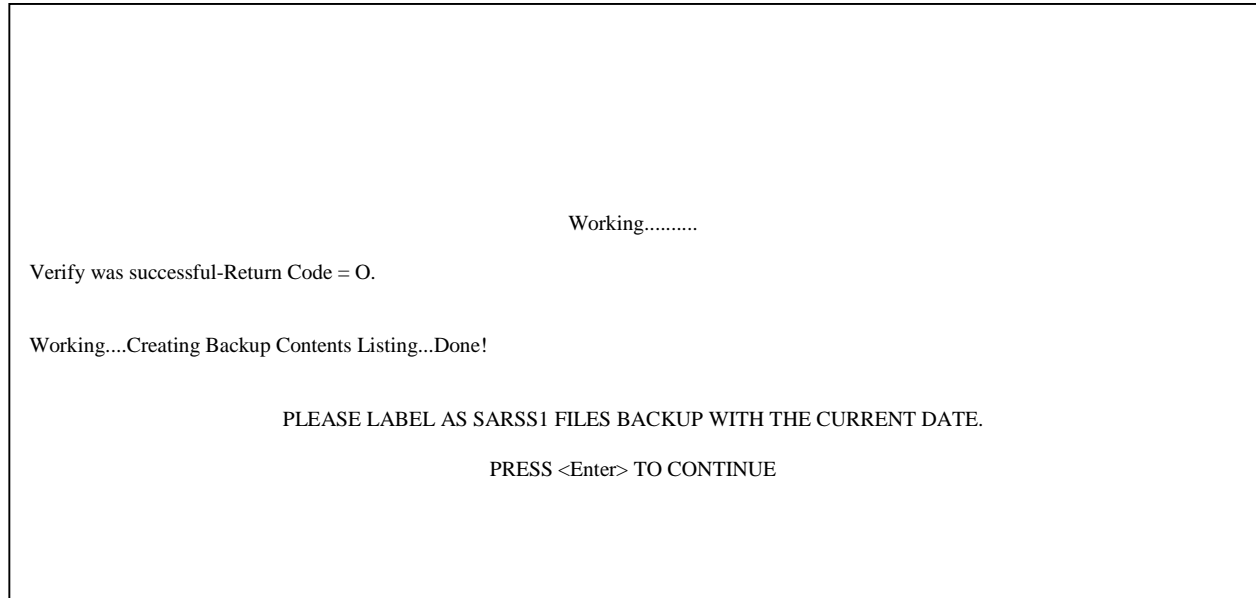 Working..........
Verify was successful-Return Code = O.
Working....Creating Backup Contents Listing...Done!
PLEASE LABEL AS SARSS1 FILES BACKUP WITH THE CURRENT DATE.
PRESS <Enter> TO CONTINUE